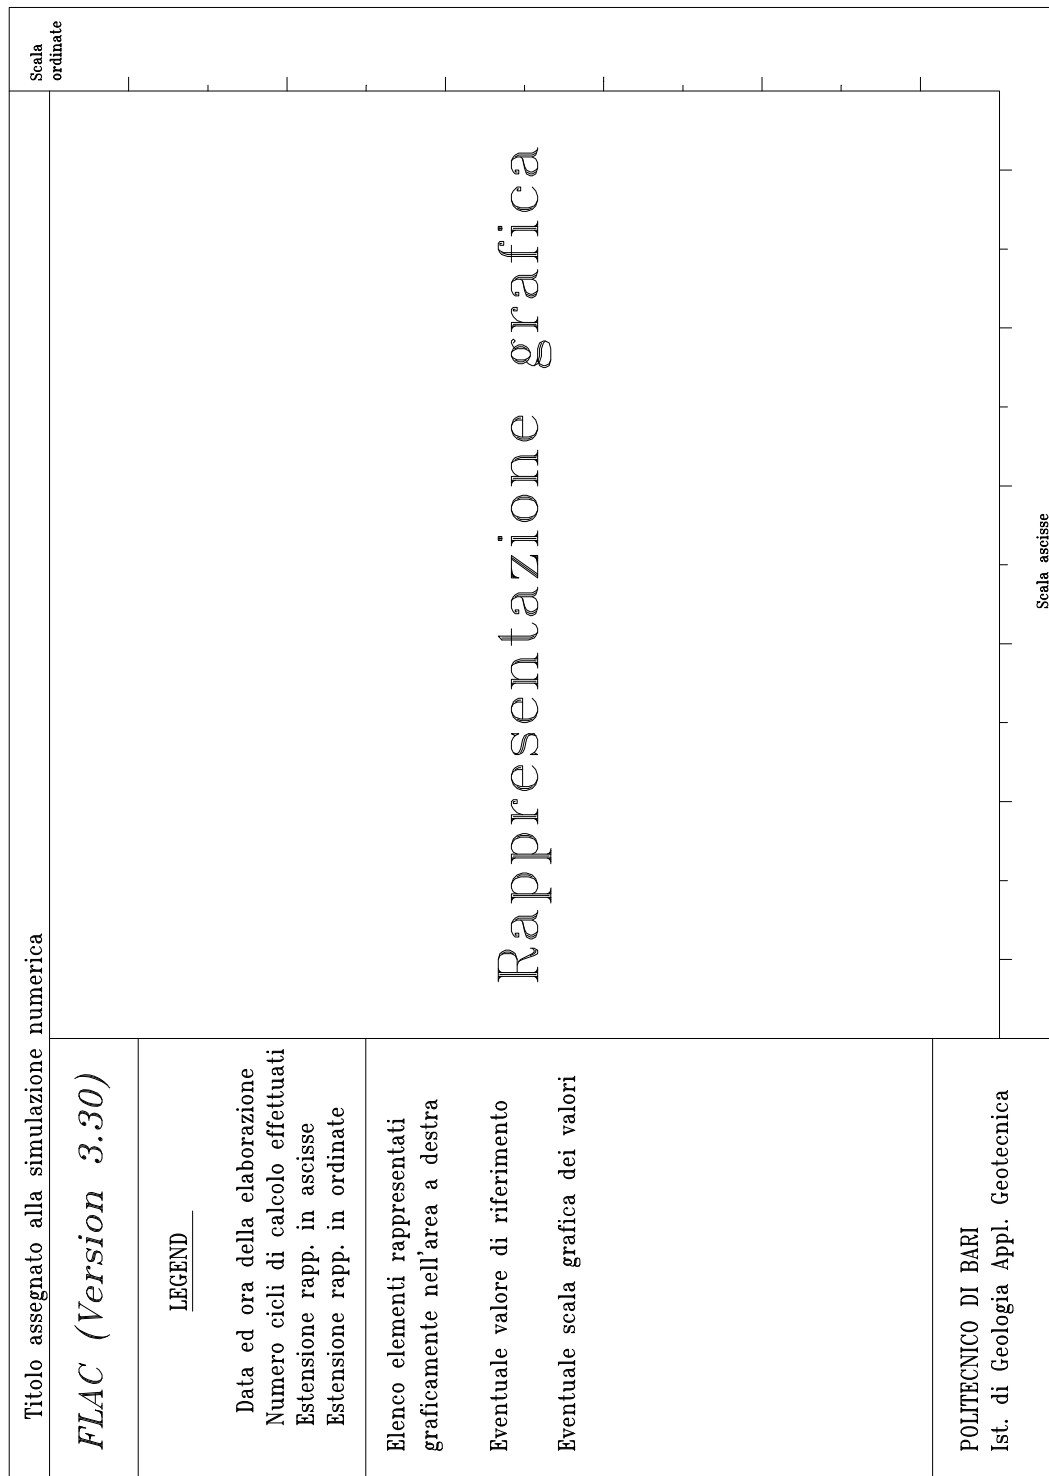 Titolo assegnato alla simulazione numerica
Scala
ordinate
FLAC (Version 3.30)
LEGEND
Data ed ora della elaborazione
Numero cicli di calcolo effettuati
Estensione rapp. in ascisse
Estensione rapp. in ordinate
Elenco elementi rappresentati
graficamente nell'area a destra
Eventuale valore di riferimento
Eventuale scala grafica dei valori
POLITECNICO DI BARI
Ist. di Geologia Appl. Geotecnica
Rappresentazione grafica
Scala ascisse